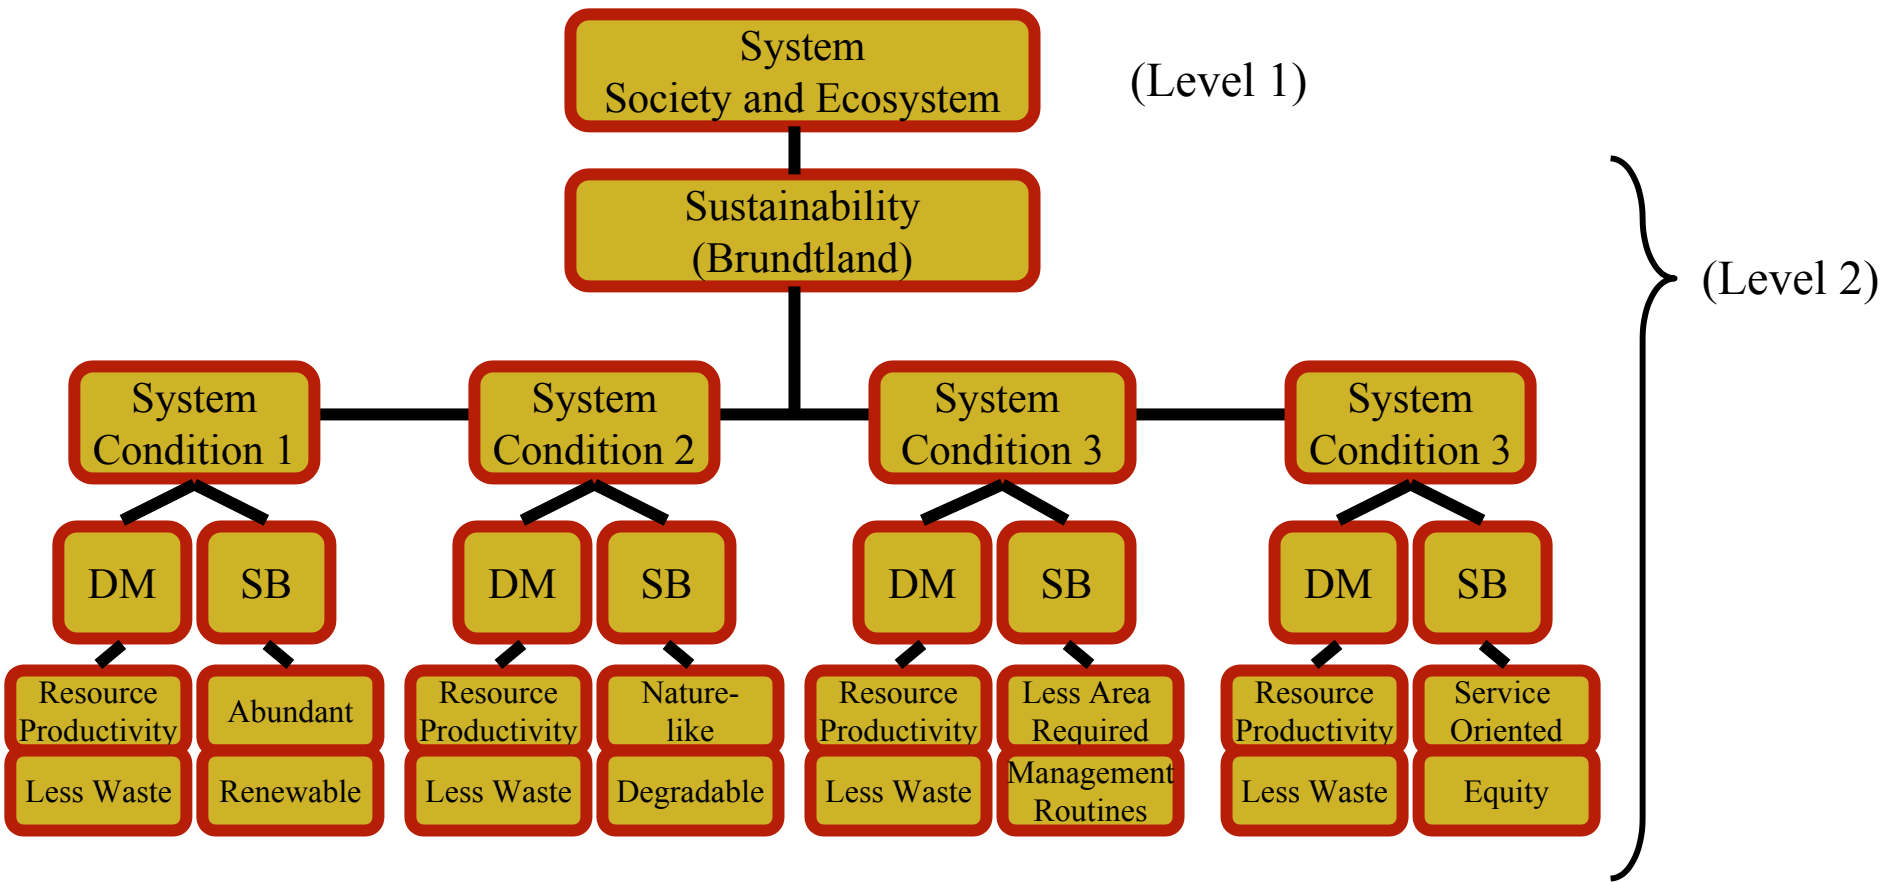 System
Society and Ecosystem
(Level 1)
Sustainability
(Brundtland)
(Level 2)
System
Condition 1
System
Condition 2
System
Condition 3
System
Condition 3
DM
SB
DM
SB
DM
SB
DM
SB
Resource
Productivity
Abundant
Resource
Productivity
Nature-
like
Resource
Productivity
Less Area
Required
Resource
Productivity
Service
Oriented
Less Waste
Renewable
Less Waste
Degradable
Less Waste
Management
Routines
Less Waste
Equity